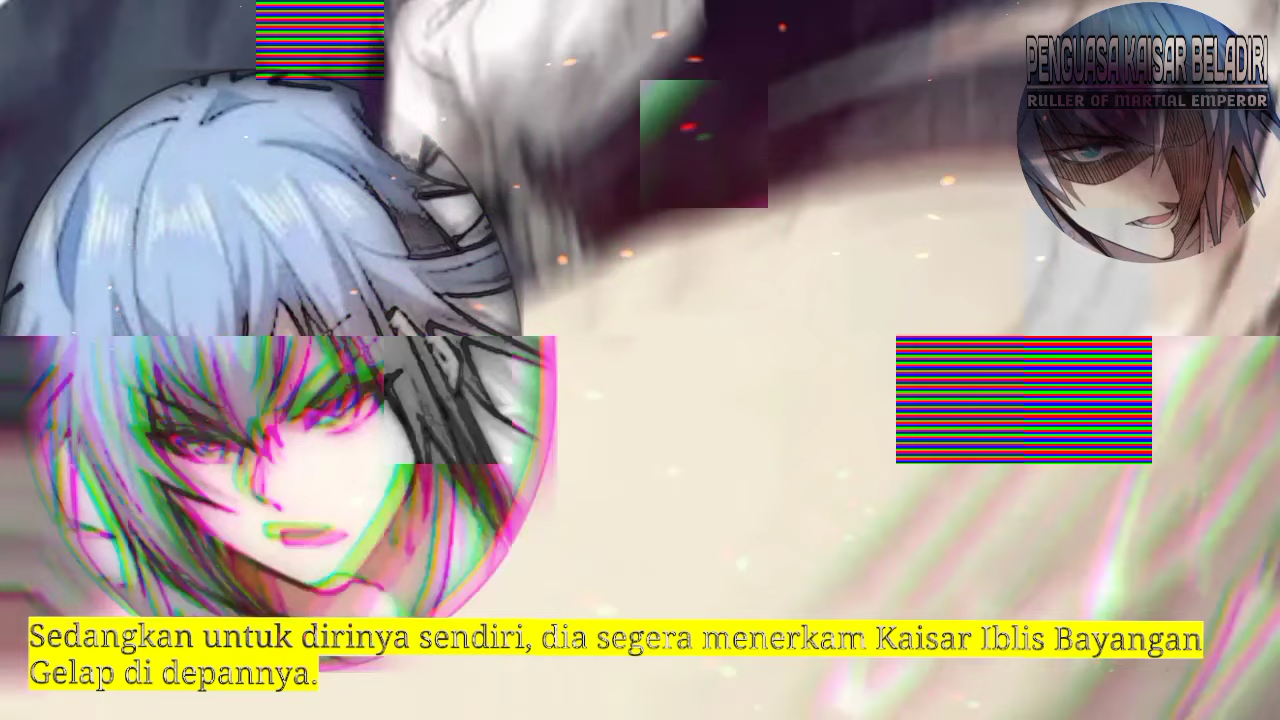 PENGUASA KAISAR BELADIRI
RULLER OF MARTIAL EMPEROR
Sedangkan untuk dirinya sendiri, dia segera menerkam Kaisar Iblis Bayangan
Gelap di depannya.